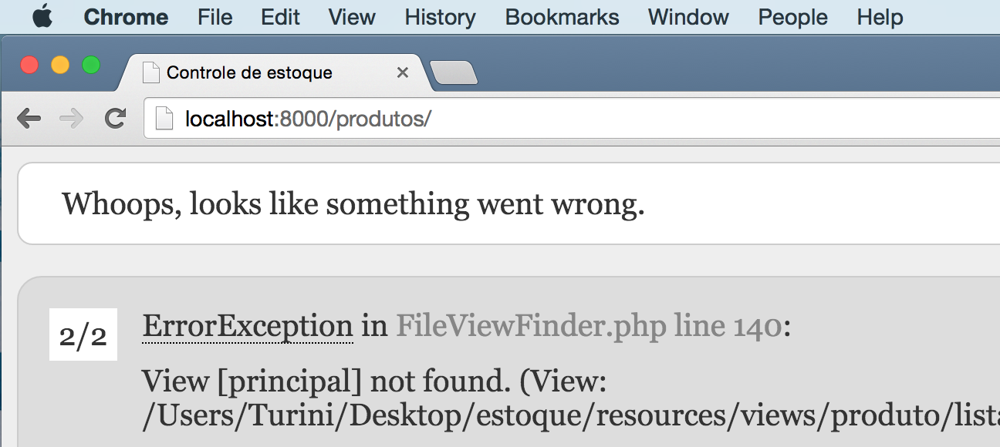 Chrome File Edit View History Bookmarks Window People Help
Controle de estoque
localhost:8000/produtos/
Whoops, looks like something went wrong.
2/2 ErrorException in FileViewFinder.php line 140:
View [principal] not found. (View:
/Users/Turini/Desktop/estoque/resources/views/produto/lista